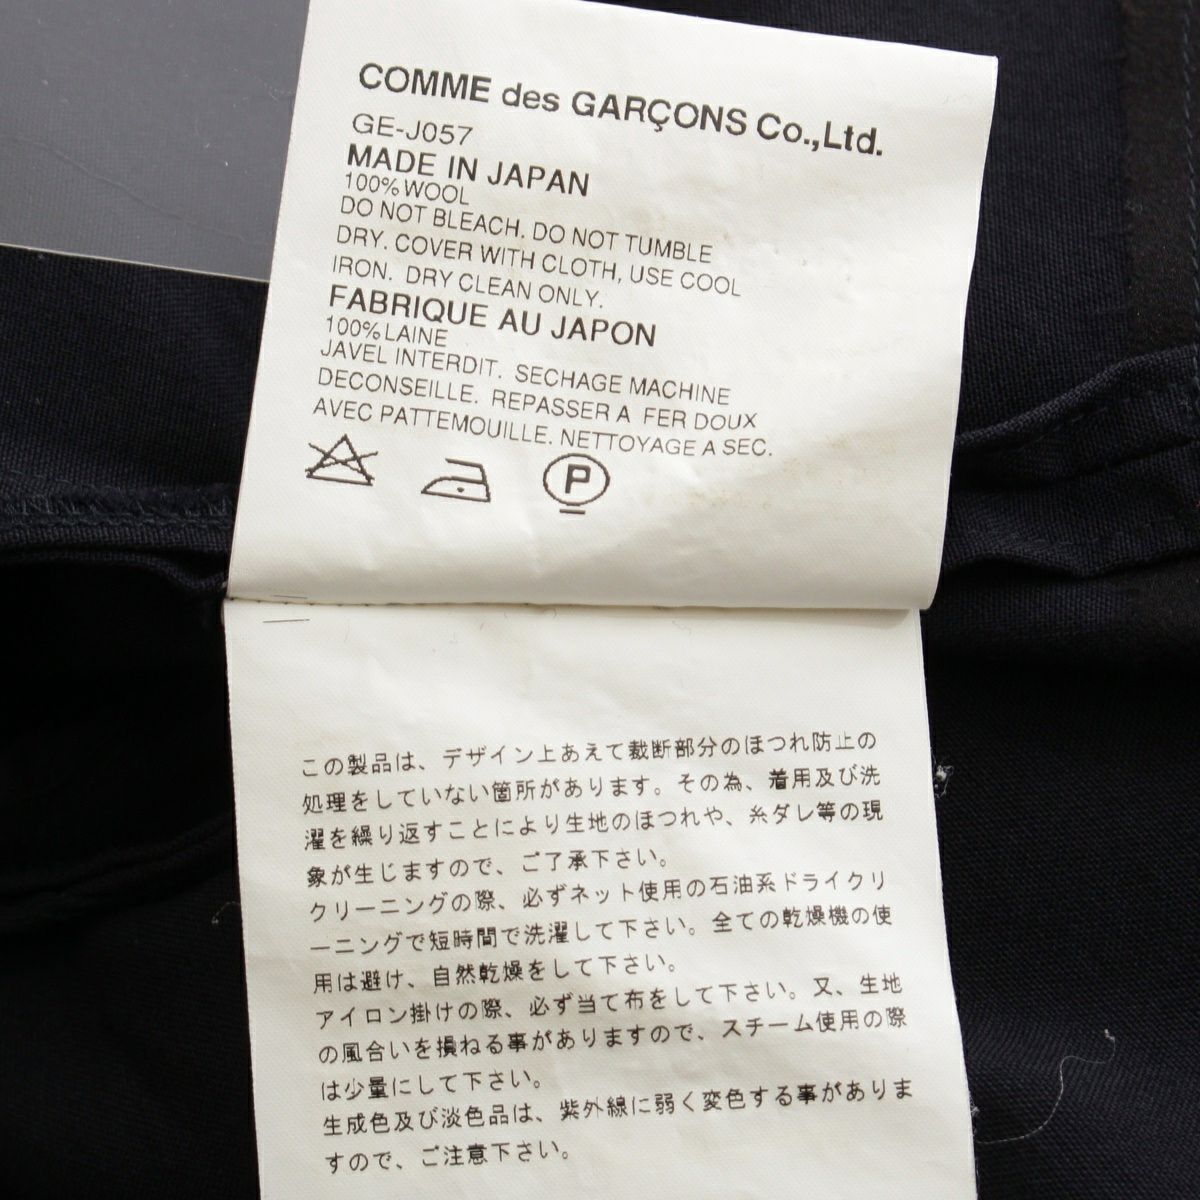 COMME des GARÇONS Co.,Ltd.
GE-J057
MADE IN JAPAN
100% WOOL
DO NOT BLEACH. DO NOT TUMBLE
DRY. COVER WITH CLOTH, USE COOL
IRON. DRY CLEAN ONLY.
FABRIQUE AU JAPON
100% LAINE
JAVEL INTERDIT. SECHAGE MACHINE
DECONSEILLE. REPASSER A FER DOUX
AVEC PATTEMOUILLE. NETTOYAGE A SEC.
P
この製品は、デザイン上あえて裁断部分のほつれ防止の
処理をしていない箇所があります。その為、着用及び洗
濯を繰り返すことにより生地のほつれや、糸ダレ等の現
象が生じますので、ご了承下さい。
クリーニングの際、必ずネット使用の石油系ドライクリ
ーニングで短時間で洗濯して下さい。全ての乾燥機の使
用は避け、自然乾燥をして下さい。
アイロン掛けの際、必ず当て布をして下さい。又、生地
の風合いを損ねる事がありますので、スチーム使用の際
は少量にして下さい。
生成色及び淡色品は、紫外線に弱く変色する事がありま
すので、ご注意下さい。